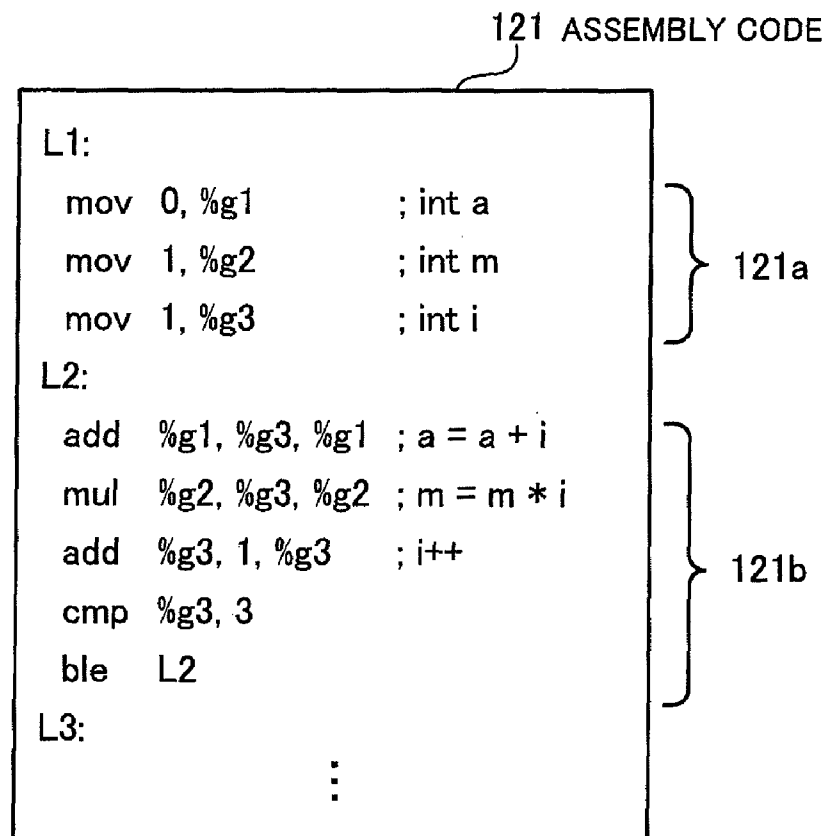 121 ASSEMBLY CODE
L1:
mov 0, %g1 ; int a
mov 1, %g2 ; int m
mov 1, %g3 ; int i
121a
L2:
add %g1, %g3, %g1 ; a = a + i
mul %g2, %g3, %g2 ; m = m * i
add %g3, 1, %g3 ; i++
121b
cmp %g3, 3
ble L2
L3:
⋮